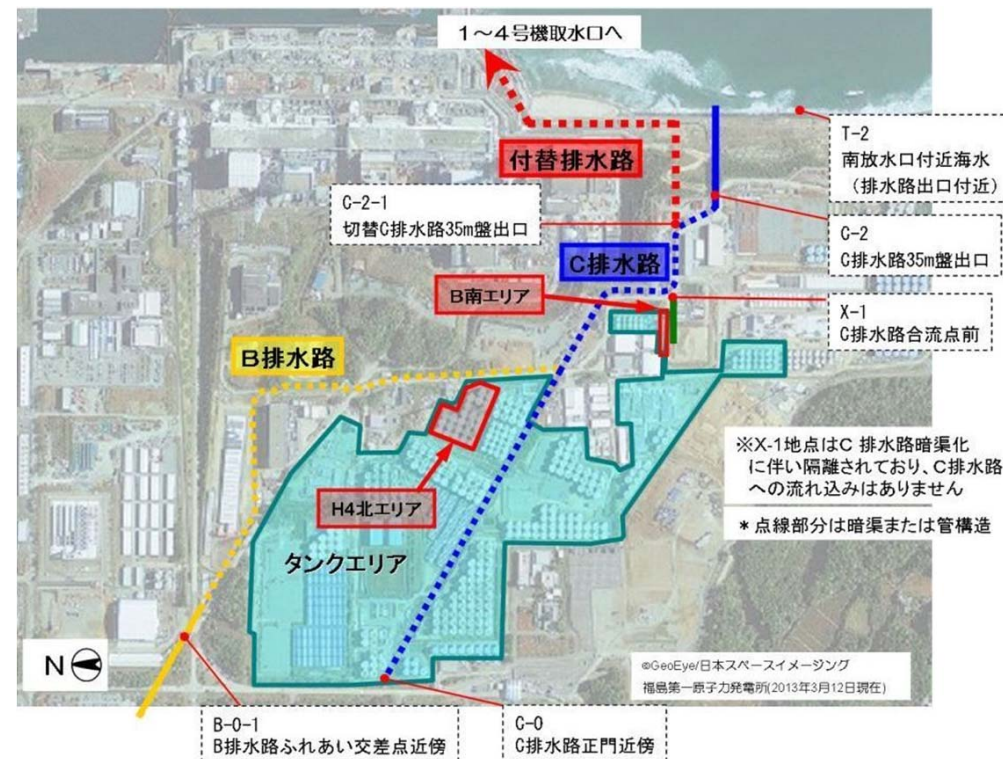 1～4号機取水口へ
付替排水路
T-2
南放水口付近海水
（排水路出口付近）
C-2-1
切替C排水路35m盤出口
C-2
C排水路35m盤出口
C排水路
B南エリア
X-1
C排水路合流点前
B排水路
※X-1地点はC 排水路暗渠化
に伴い隔離されており、C排水路
への流れ込みはありません
H4北エリア
＊点線部分は暗渠または管構造
タンクエリア
N
©GeoEye/日本スペースイメージング
福島第一原子力発電所(2013年3月12日現在)
B-0-1
B排水路ふれあい交差点近傍
C-0
C排水路正門近傍